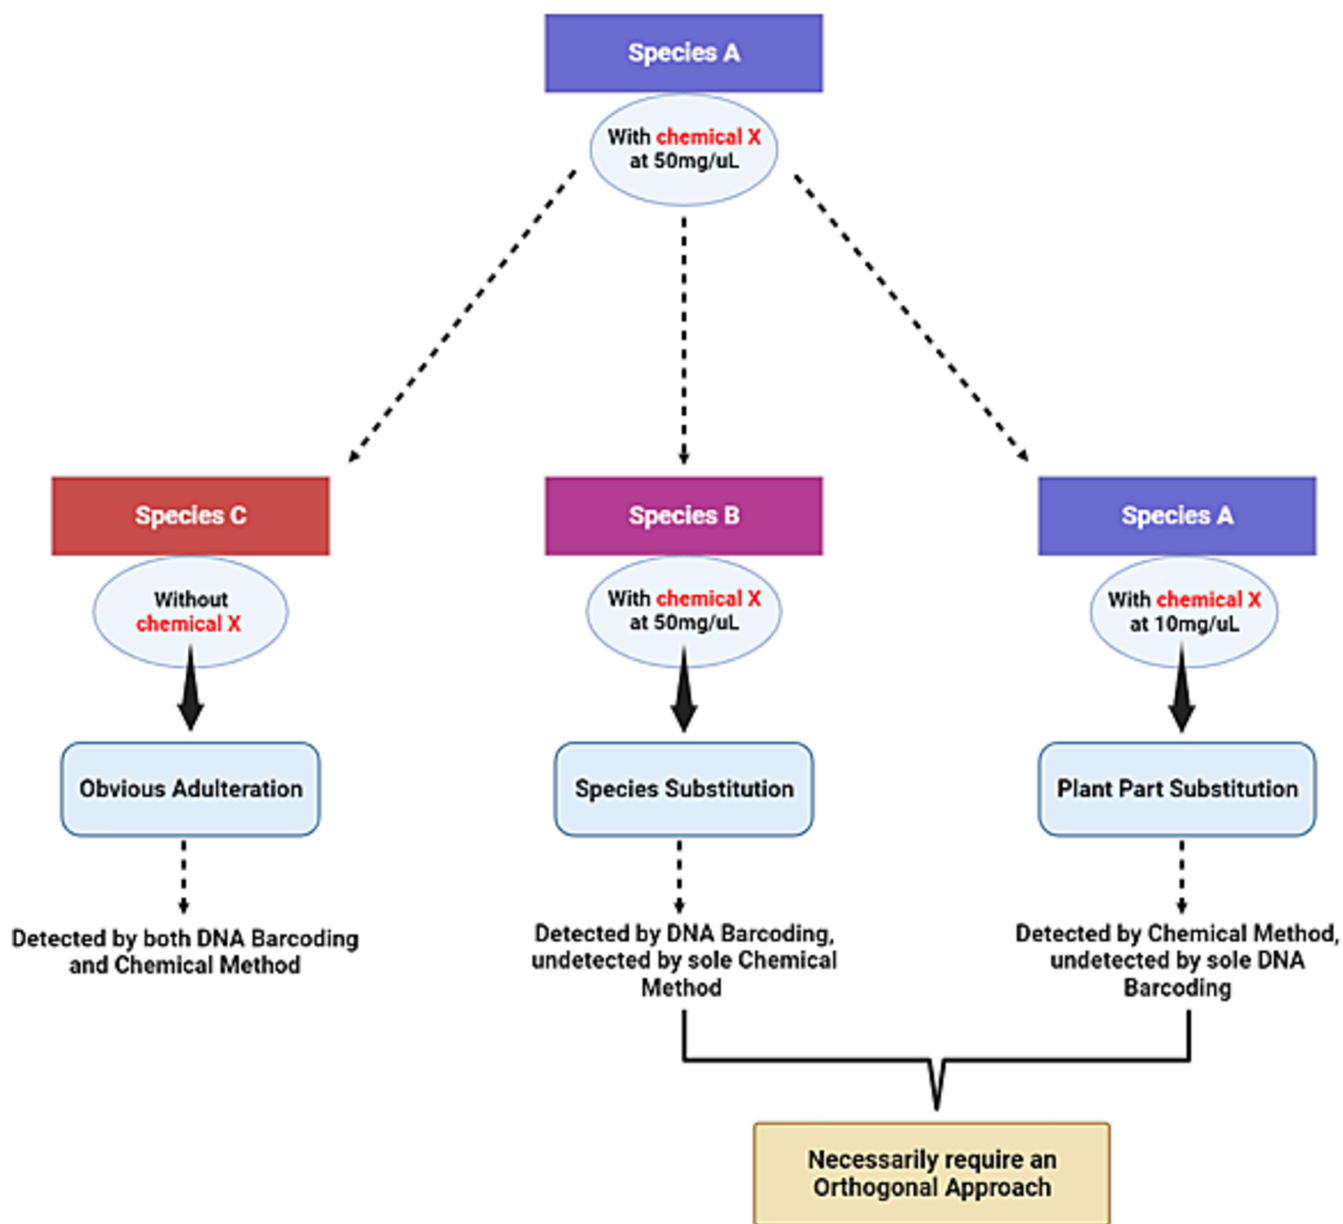 Species A
With chemical X
at 50mg/uL
Species C
Without
chemical X
Obvious Adulteration
Detected by both DNA Barcoding
and Chemical Method
Species B
With chemical X
at 50mg/uL
Species Substitution
Detected by DNA Barcoding,
undetected by sole Chemical
Method
Species A
With chemical X
at 10mg/uL
Plant Part Substitution
Detected by Chemical Method,
undetected by sole DNA
Barcoding
Necessarily require an
Orthogonal Approach